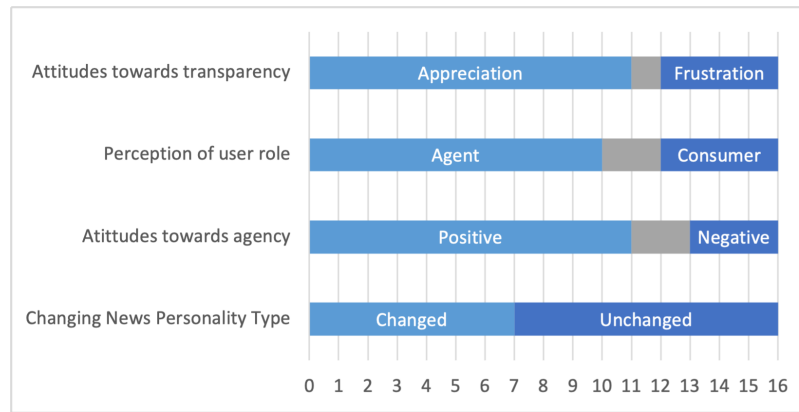 Attitudes towards transparency Appreciation Frustration
Perception of user role Agent Consumer
Atittudes towards agency Positive Negative
Changing News Personality Type Changed Unchanged
0 1 2 3 4 5 6 7 8 9 10 11 12 13 14 15 16